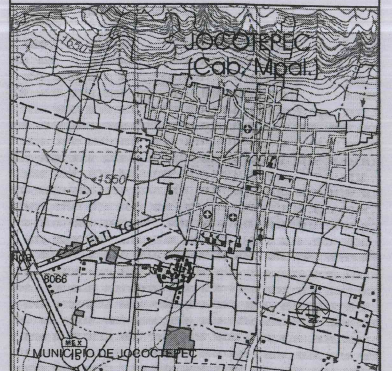 JOCOTEPEC
(Cab. Mpal.)
1550
8066
MEX
MUNICIPIO DE JOCOTEPEC